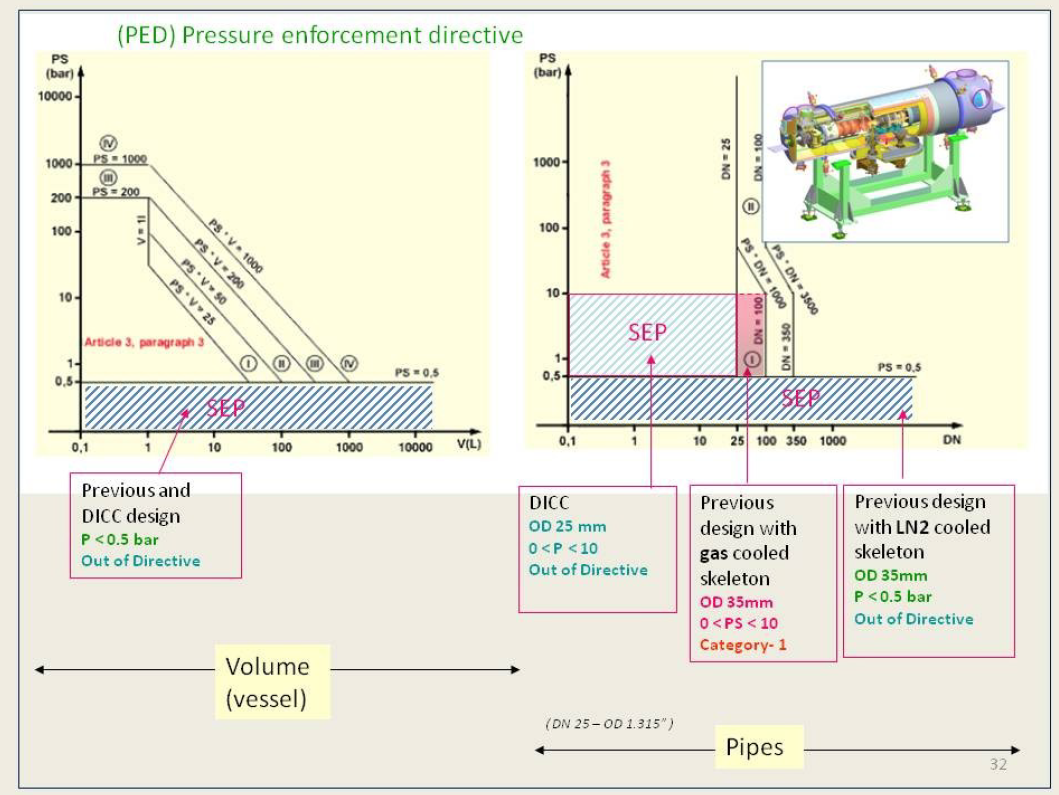 (PED) Pressure enforcement directive
PS
(bar)
10000
1000
200
100
10
1
0,5
IV
PS = 1000
III
PS = 200
V = 1l
PS * V = 1000
PS * V = 200
PS * V = 50
PS * V = 25
Article 3, paragraph 3
I
II
III
IV
PS = 0,5
SEP
0,1
1
10
100
1000
10000
V(L)
PS
(bar)
1000
100
10
1
0,5
Article 3, paragraph 3
DN = 25
DN = 100
II
PS * DN = 1000
PS * DN = 3500
SEP
I
DN = 100
DN = 350
PS = 0,5
SEP
0,1
1
10
25
100
350
1000
DN
Previous and
DICC design
P < 0.5 bar
Out of Directive
DICC
OD 25 mm
0 < P < 10
Out of Directive
Previous
design with
gas cooled
skeleton
OD 35mm
0 < PS < 10
Category- 1
Previous design
with LN2 cooled
skeleton
OD 35mm
P < 0.5 bar
Out of Directive
Volume
(vessel)
( DN 25 – OD 1.315" )
Pipes
32